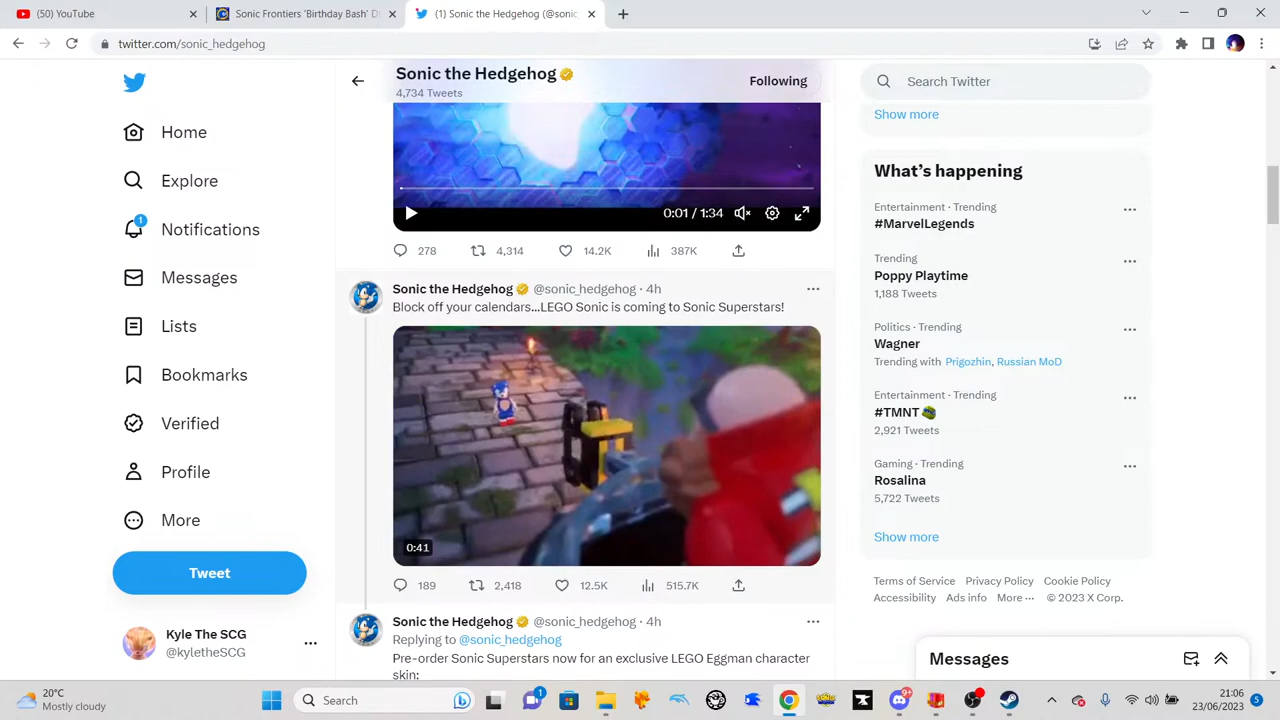 (50) YouTube
Sonic Frontiers 'Birthday Bash' D
(1) Sonic the Hedgehog (@sonic_
twitter.com/sonic_hedgehog
Sonic the Hedgehog
4,734 Tweets
Following
Search Twitter
Home
Explore
1
Notifications
Messages
Lists
Bookmarks
Verified
Profile
More
Tweet
Kyle The SCG
@kyletheSCG
0:01 / 1:34
278 4,314 14.2K 387K
Sonic the Hedgehog @sonic_hedgehog · 4h
Block off your calendars...LEGO Sonic is coming to Sonic Superstars!
0:41
189 2,418 12.5K 515.7K
Sonic the Hedgehog @sonic_hedgehog · 4h
Replying to @sonic_hedgehog
Pre-order Sonic Superstars now for an exclusive LEGO Eggman character
skin:
Show more
What's happening
Entertainment · Trending
#MarvelLegends
Trending
Poppy Playtime
1,188 Tweets
Politics · Trending
Wagner
Trending with Prigozhin, Russian MoD
Entertainment · Trending
#TMNT
2,921 Tweets
Gaming · Trending
Rosalina
5,722 Tweets
Show more
Terms of Service Privacy Policy Cookie Policy
Accessibility Ads info More ··· © 2023 X Corp.
Messages
20°C
Mostly cloudy
Search
1
9+
21:06
23/06/2023
5